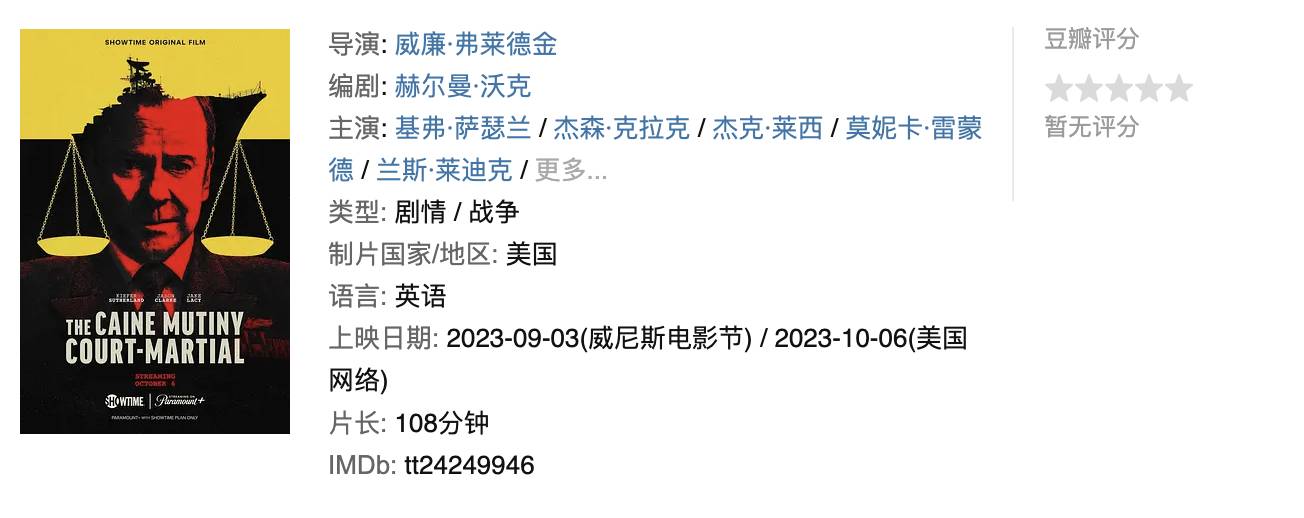 SHOWTIME ORIGINAL FILM
KIEFER SUTHERLAND
JASON CLARKE
JAKE LACY
THE CAINE MUTINY
COURT-MARTIAL
STREAMING
OCTOBER 6
SHOWTIME | STREAMING ON Paramount+
PARAMOUNT+ WITH SHOWTIME PLAN ONLY
导演: 威廉·弗莱德金
编剧: 赫尔曼·沃克
主演: 基弗·萨瑟兰 / 杰森·克拉克 / 杰克·莱西 / 莫妮卡·雷蒙
德 / 兰斯·莱迪克 / 更多...
类型: 剧情 / 战争
制片国家/地区: 美国
语言: 英语
上映日期: 2023-09-03(威尼斯电影节) / 2023-10-06(美国
网络)
片长: 108分钟
IMDb: tt24249946
豆瓣评分
暂无评分